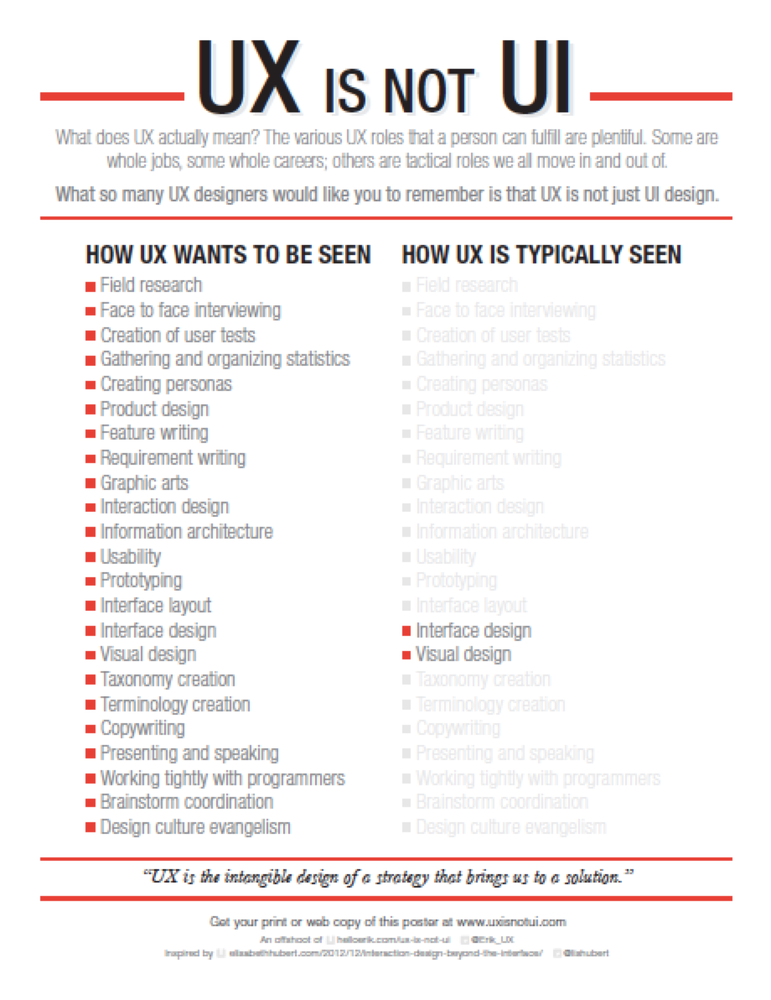 UX IS NOT UI
What does UX actually mean? The various UX roles that a person can fulfill are plentiful. Some are
whole jobs, some whole careers; others are tactical roles we all move in and out of.
What so many UX designers would like you to remember is that UX is not just UI design.
HOW UX WANTS TO BE SEEN
Field research
Face to face interviewing
Creation of user tests
Gathering and organizing statistics
Creating personas
Product design
Feature writing
Requirement writing
Graphic arts
Interaction design
Information architecture
Usability
Prototyping
Interface layout
Interface design
Visual design
Taxonomy creation
Terminology creation
Copywriting
Presenting and speaking
Working tightly with programmers
Brainstorm coordination
Design culture evangelism
HOW UX IS TYPICALLY SEEN
Field research
Face to face interviewing
Creation of user tests
Gathering and organizing statistics
Creating personas
Product design
Feature writing
Requirement writing
Graphic arts
Interaction design
Information architecture
Usability
Prototyping
Interface layout
Interface design
Visual design
Taxonomy creation
Terminology creation
Copywriting
Presenting and speaking
Working tightly with programmers
Brainstorm coordination
Design culture evangelism
“UX is the intangible design of a strategy that brings us to a solution.”
Get your print or web copy of this poster at www.uxisnotui.com
An offshoot of helloerik.com/ux-is-not-ui @Erik_UX
Inspired by elisabethhubert.com/2012/12/interaction-design-beyond-the-interface/ @lishubert